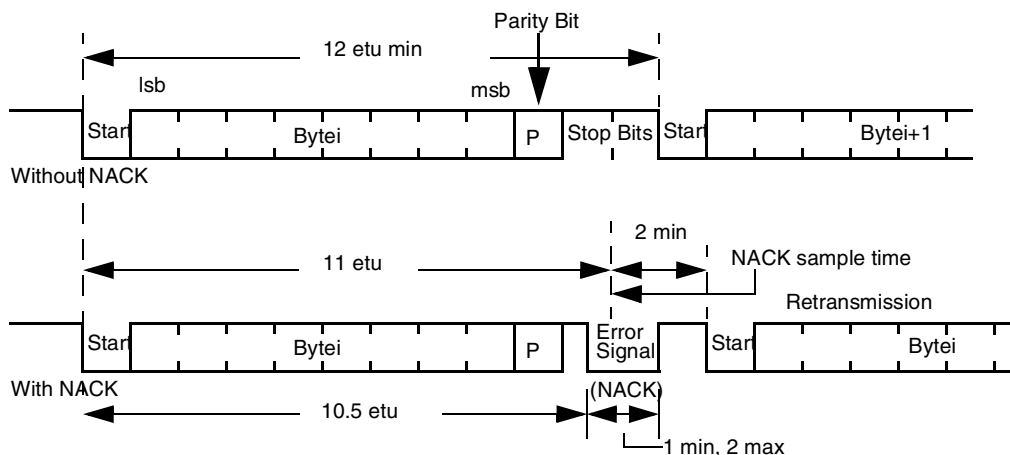 Parity Bit
12 etu min
lsb
msb
Start
Bytei
P
Stop Bits
Start
Bytei+1
Without NACK
2 min
11 etu
NACK sample time
Retransmission
Start
Bytei
P
Error
Signal
Start
Bytei
With NACK
(NACK)
10.5 etu
1 min, 2 max